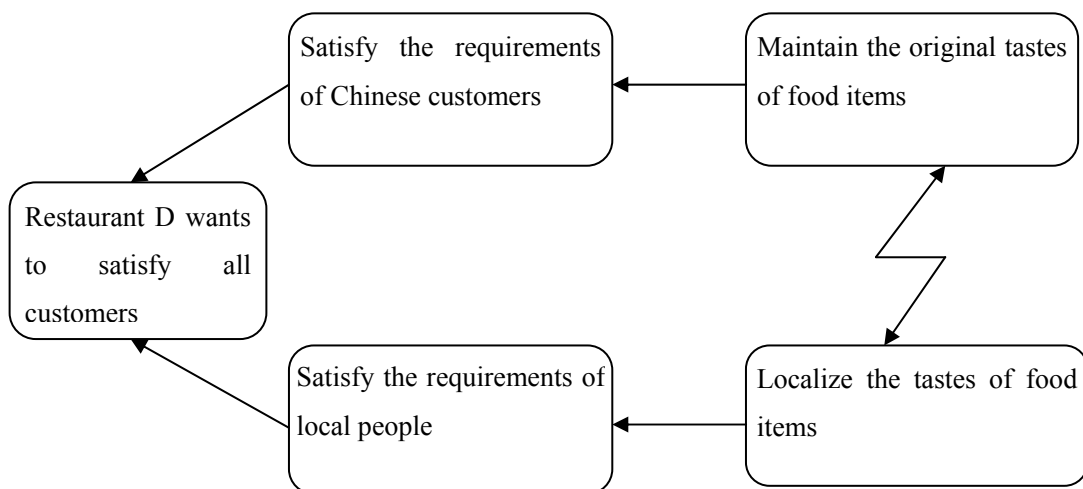 Satisfy the requirements
of Chinese customers
Maintain the original tastes
of food items
Restaurant D wants
to satisfy all
customers
Satisfy the requirements of
local people
Localize the tastes of food
items